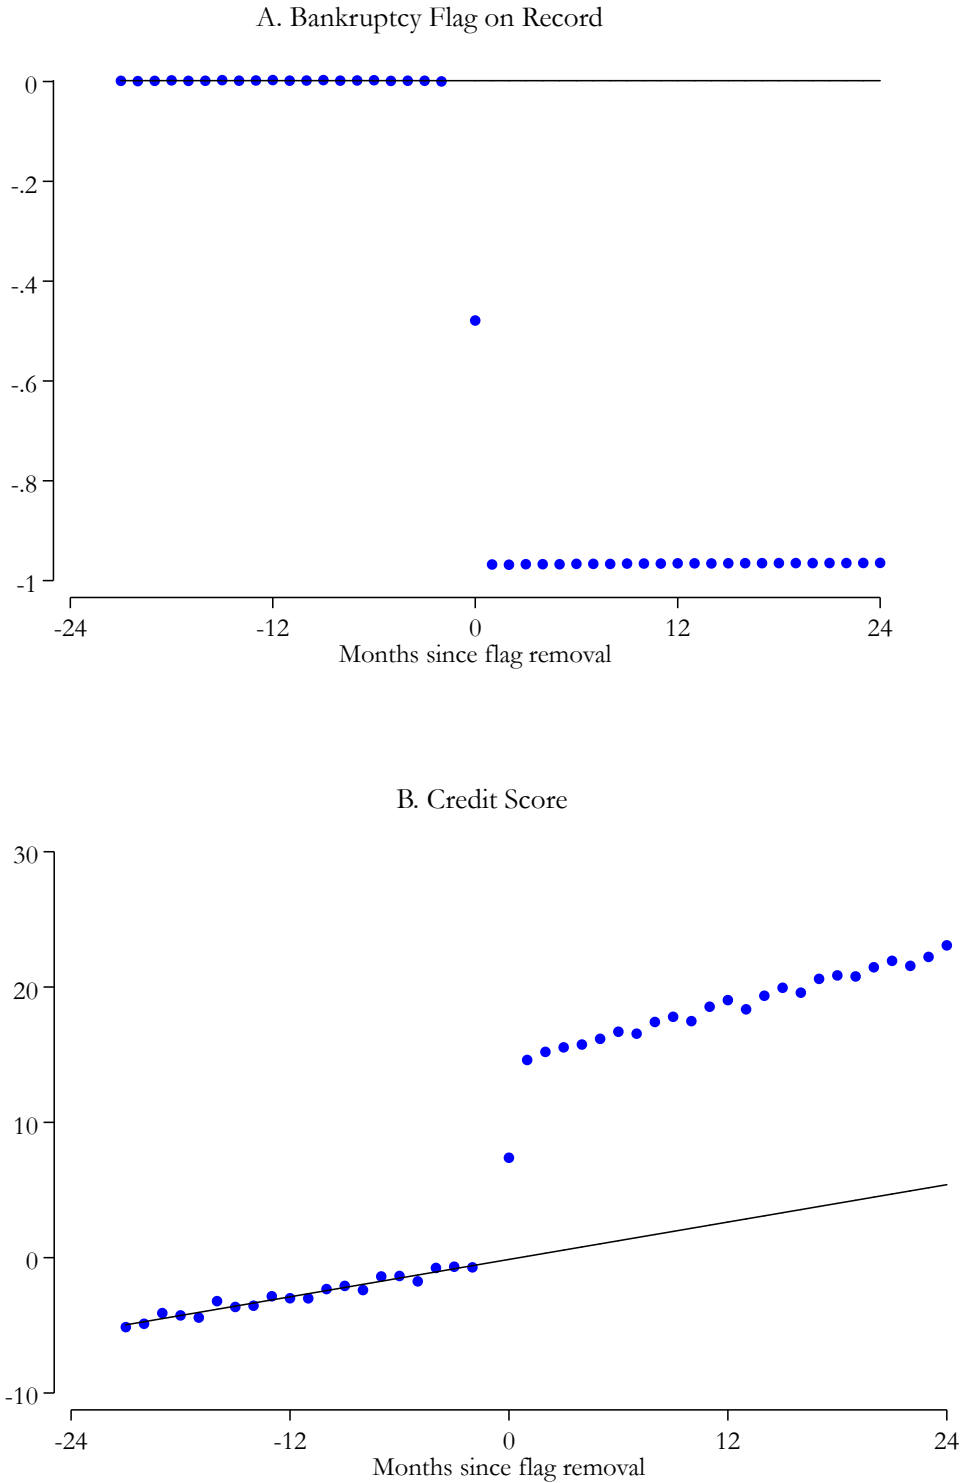 A. Bankruptcy Flag on Record
0
-.2
-.4
-.6
-.8
-1
-24 -12 0 12 24
Months since flag removal
B. Credit Score
30
20
10
0
-10
-24 -12 0 12 24
Months since flag removal